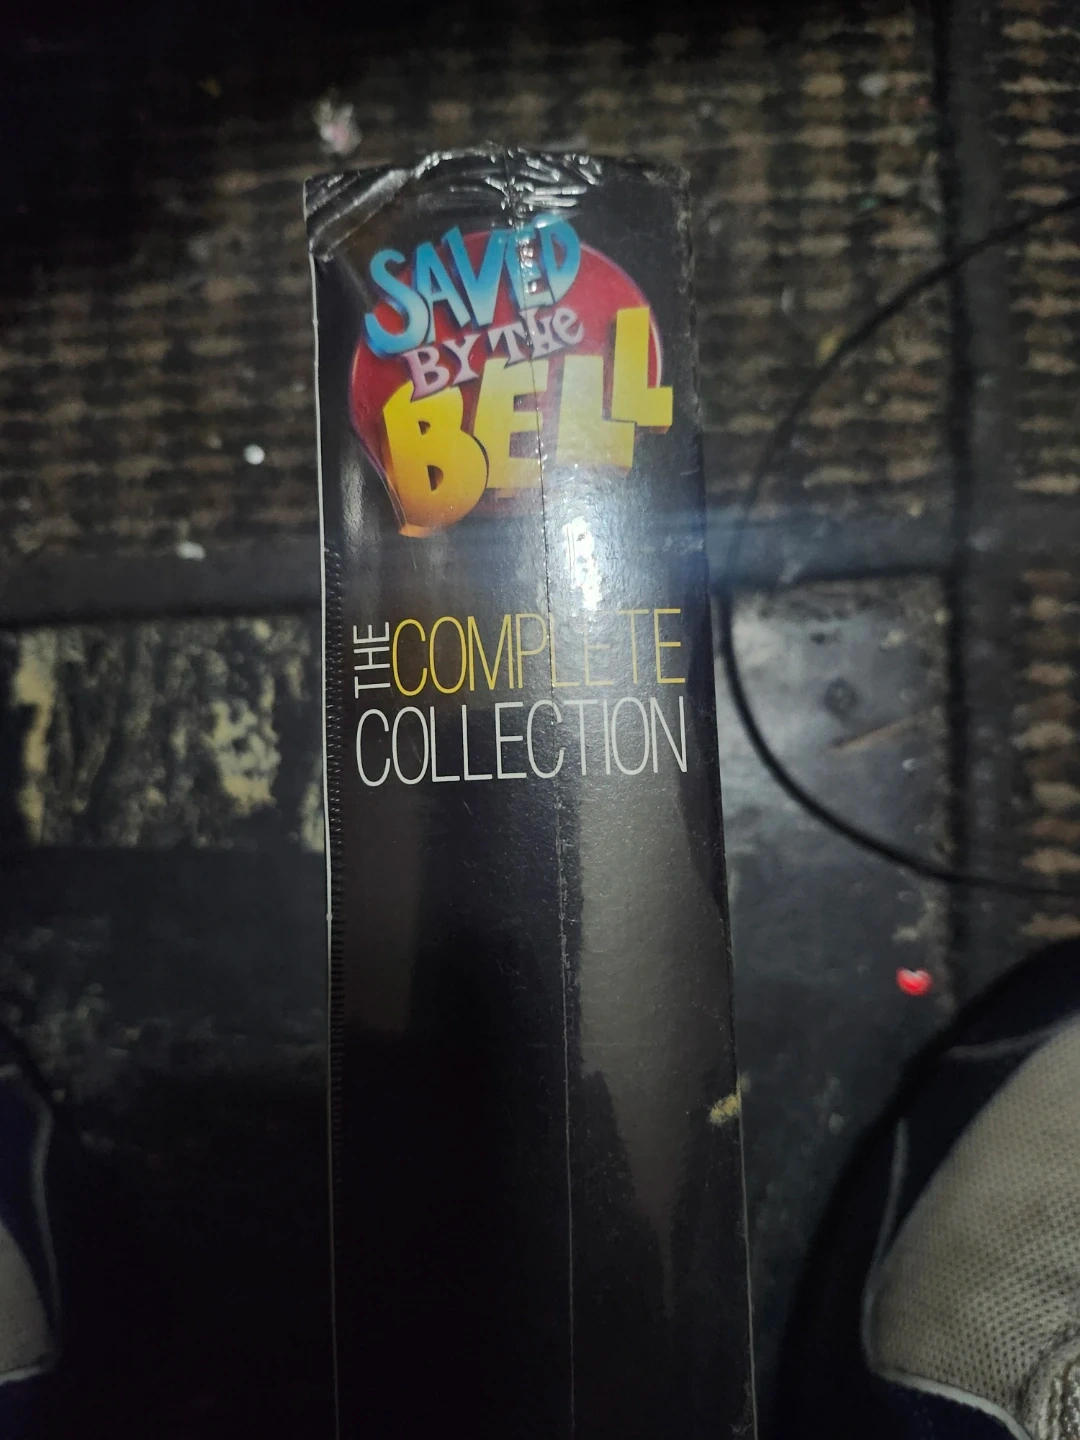 SAVED
BY THe
BELL
THE COMPLETE
COLLECTION